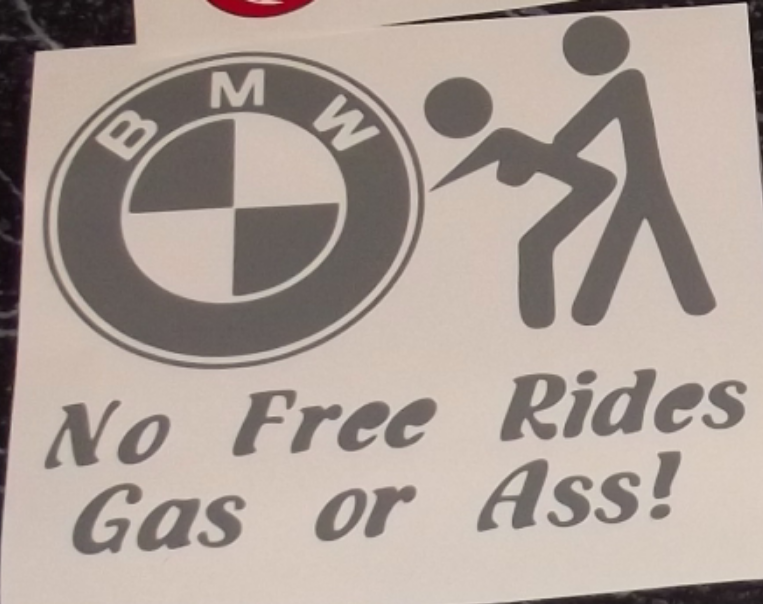 BMW
No Free Rides
Gas or Ass!